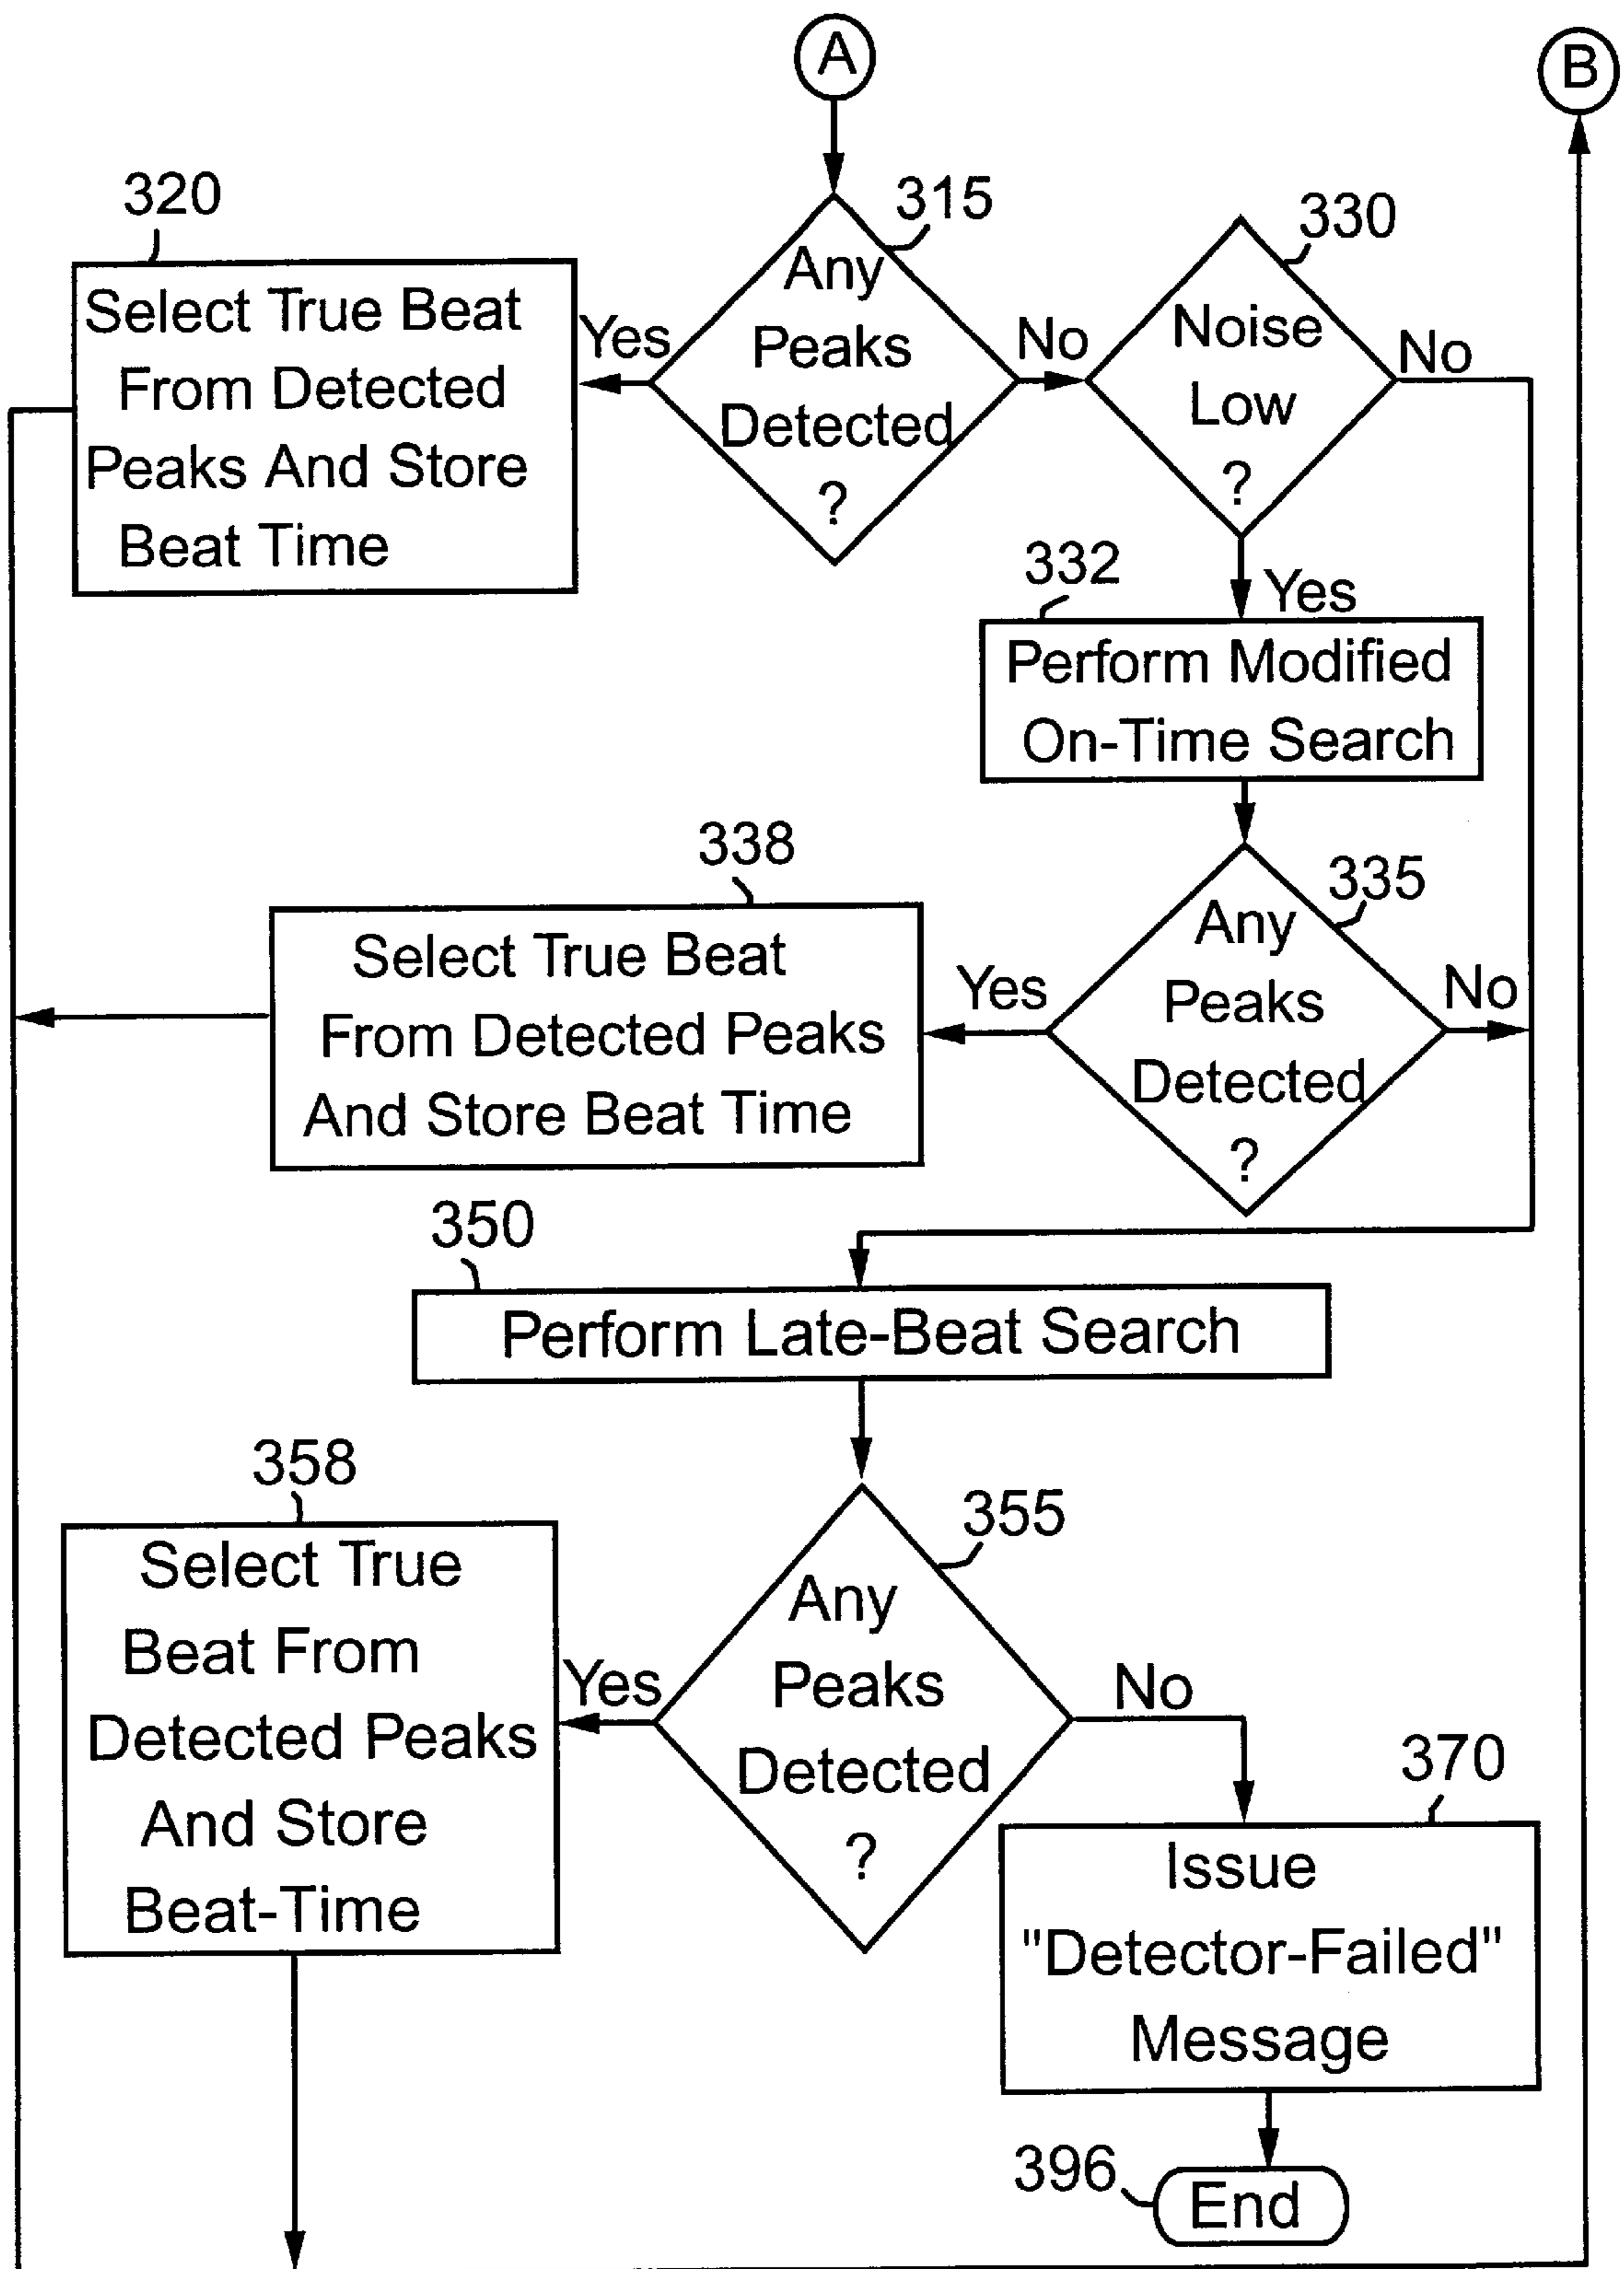 A
B
320
315
330
Select True Beat
From Detected
Peaks And Store
Beat Time
Yes
Any
Peaks
Detected
?
No
Noise
Low
?
No
332
Yes
Perform Modified
On-Time Search
338
335
Select True Beat
From Detected Peaks
And Store Beat Time
Yes
Any
Peaks
Detected
?
No
350
Perform Late-Beat Search
358
355
Select True
Beat From
Detected Peaks
And Store
Beat-Time
Yes
Any
Peaks
Detected
?
No
370
Issue
"Detector-Failed"
Message
396
End